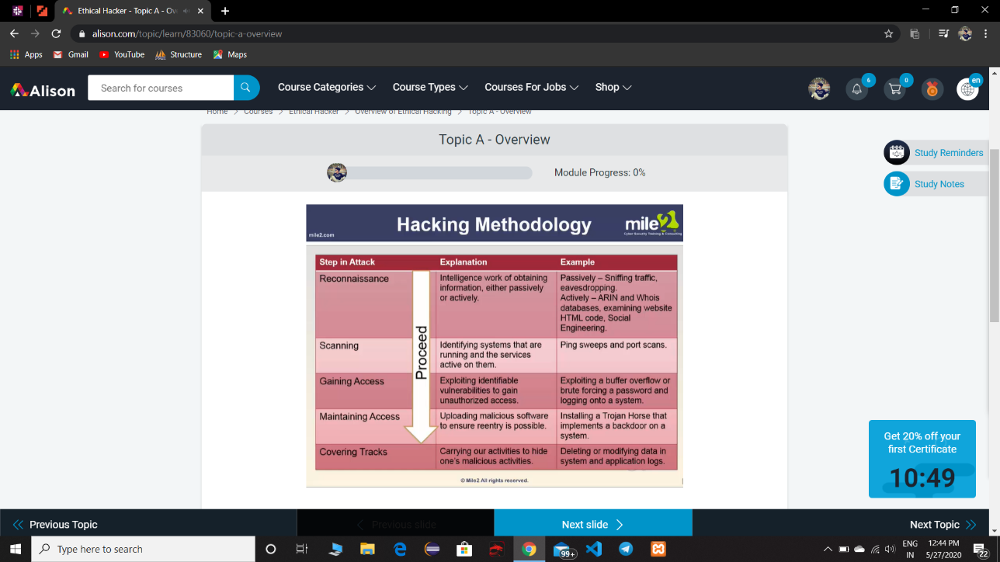 Ethical Hacker - Topic A - Ov
alison.com/topic/learn/83060/topic-a-overview
Apps Gmail YouTube Structure Maps
Alison
Search for courses
Course Categories Course Types Courses For Jobs Shop
6
0
en
Home > Courses > Ethical Hacker > Overview of Ethical Hacking > Topic A - Overview
Topic A - Overview
Module Progress: 0%
Study Reminders
Study Notes
mile2.com
Hacking Methodology
mile2
Cyber Security Training & Consulting
Step in Attack Explanation Example
Proceed
Reconnaissance
Intelligence work of obtaining
information, either passively
or actively.
Passively – Sniffing traffic,
eavesdropping.
Actively – ARIN and Whois
databases, examining website
HTML code, Social
Engineering.
Scanning
Identifying systems that are
running and the services
active on them.
Ping sweeps and port scans.
Gaining Access
Exploiting identifiable
vulnerabilities to gain
unauthorized access.
Exploiting a buffer overflow or
brute forcing a password and
logging onto a system.
Maintaining Access
Uploading malicious software
to ensure reentry is possible.
Installing a Trojan Horse that
implements a backdoor on a
system.
Covering Tracks
Carrying our activities to hide
one's malicious activities.
Deleting or modifying data in
system and application logs.
© Mile2 All rights reserved.
Get 20% off your
first Certificate
10:49
Previous Topic
Previous slide
Next slide
Next Topic
Type here to search
99+
ENG
IN
12:44 PM
5/27/2020
22